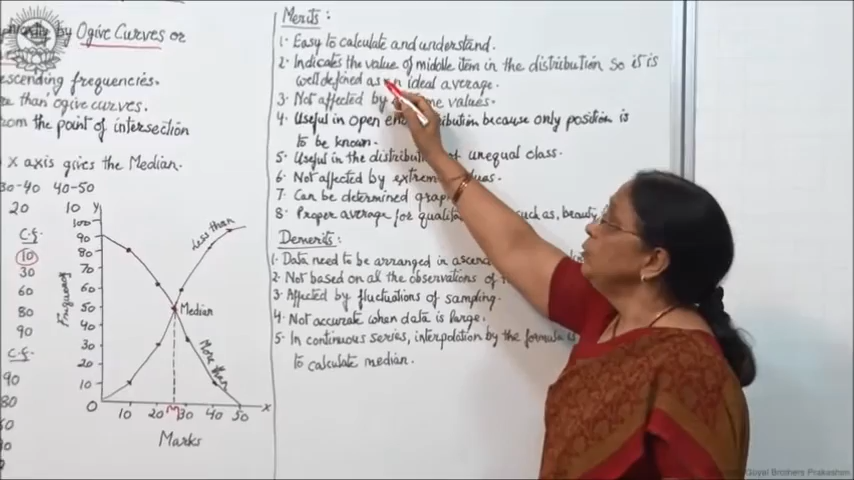 by Ogive Curves or
escending frequencies.
re than'ogive curves.
rom the point of intersection
x axis gives the Median.
30-40 40-50
20 10
c.f.
10
30
60
80
90
c.f.
90
80
60
30
y
100
90
80
70
60
50
40
30
20
10
0
Frequency
Less than
Median
More than
10 20 M 30 40 50 x
Marks
Merits:
1. Easy to calculate and understand.
2. Indicates the value of middle item in the distribution so it is
well defined as an ideal average.
3. Not affected by values.
4. Useful in open end because only position is
to be known.
5. Useful in the of unequal class.
6. Not affected by
7. Can be determined
8. Proper average for such as, beauty
Demerits:
1. Data need to be arranged in
2. Not based on all the observations of
3. Affected by fluctuations of sampling.
4. Not accurate when data is large.
5. In continuous series, interpolation by the formula is
to calculate median.
Goyal Brothers Prakashan